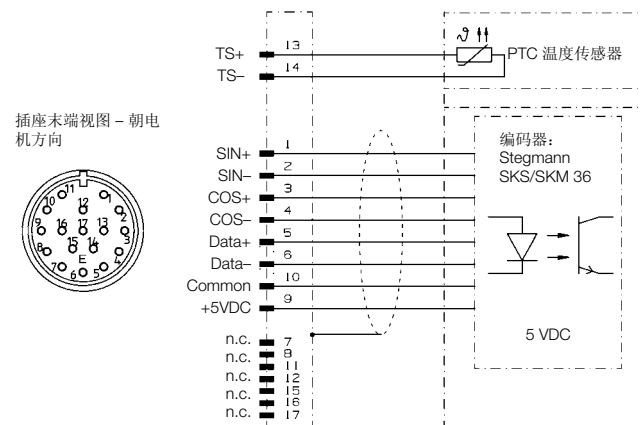 TS+ 13
TS– 14
PTC 温度传感器
插座末端视图 – 朝电
机方向
SIN+ 1
SIN– 2
COS+ 3
COS– 4
Data+ 5
Data– 6
Common 10
+5VDC 9
n.c. 7
n.c. 8
11
n.c. 12
n.c. 15
16
n.c. 17
编码器：
Stegmann
SKS/SKM 36
5 VDC
11
1
10
12
2
9
16
17
13
3
15
14
8
4
E
7
6
5